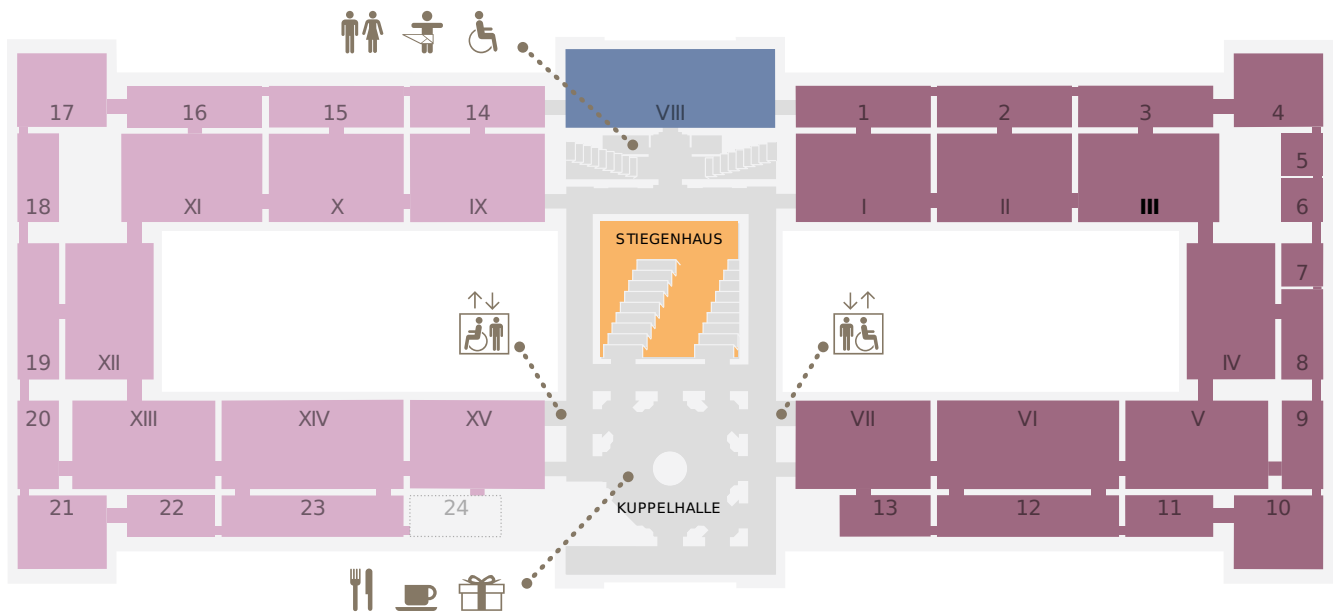 VIII
17
16
15
14
1
2
3
4
5
18
XI
X
IX
I
II
III
6
STIEGENHAUS
7
19
XII
IV
8
20
XIII
XIV
XV
VII
VI
V
9
21
22
23
24
KUPPELHALLE
13
12
11
10